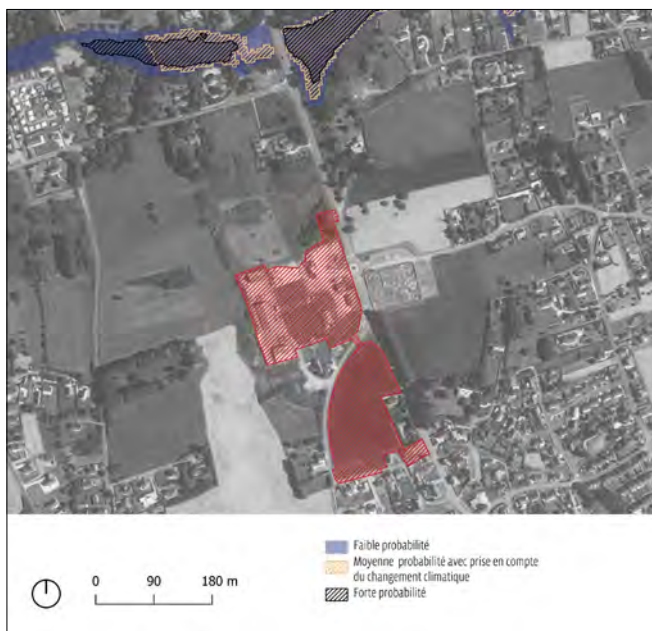 Faible probabilité
Moyenne probabilité avec prise en compte
du changement climatique
Forte probabilité
0 90 180 m